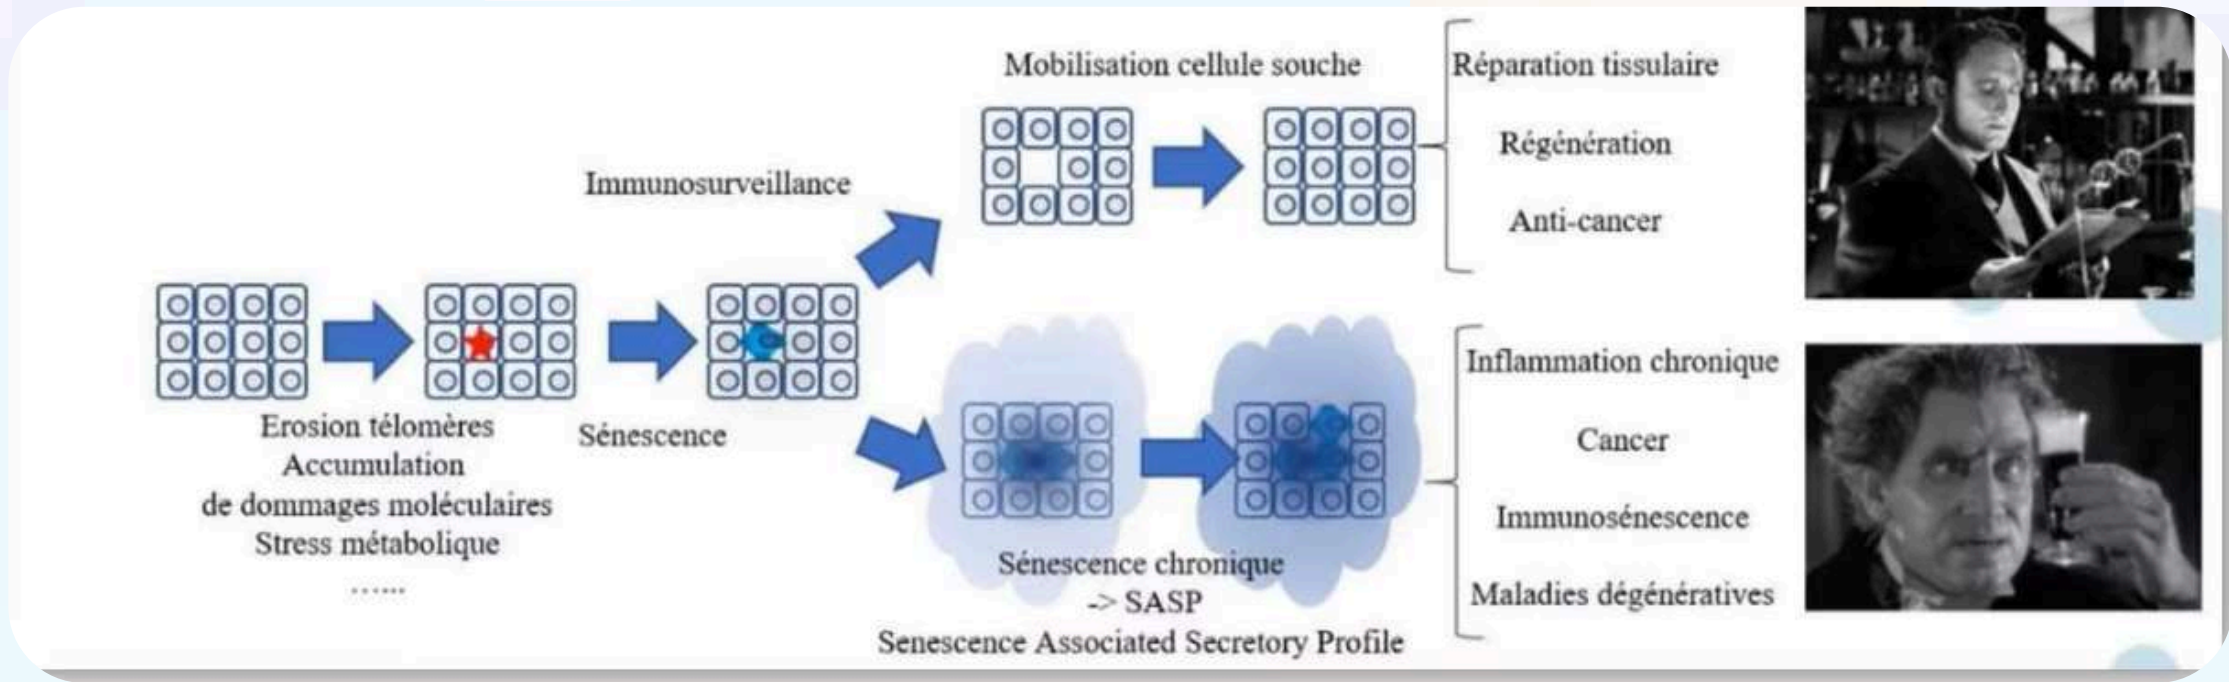 Mobilisation cellule souche
Réparation tissulaire
Régénération
Anti-cancer
Immunosurveillance
Erosion télomères
Accumulation
de dommages moléculaires
Stress métabolique
......
Sénescence
Sénescence chronique
-> SASP
Senescence Associated Secretory Profile
Inflammation chronique
Cancer
Immunosénescence
Maladies dégénératives